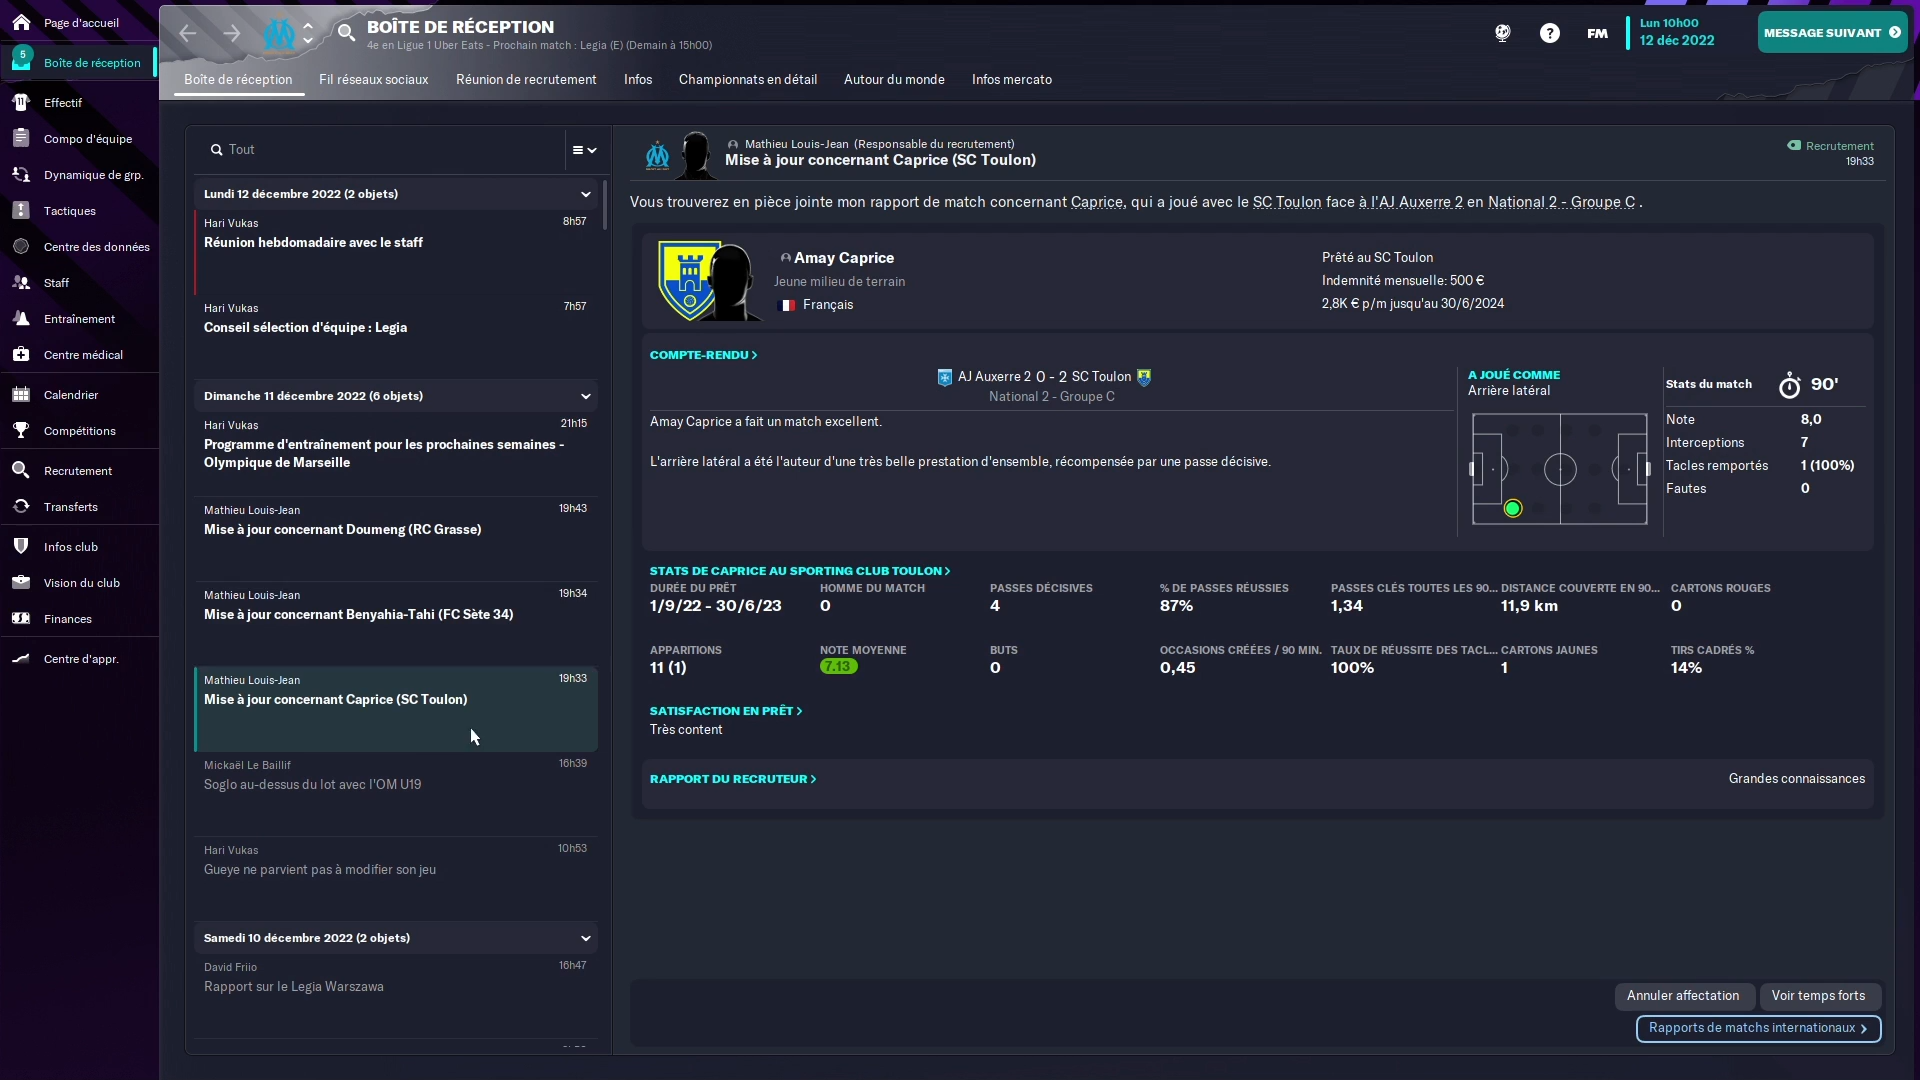 Page d'accueil
5
Boîte de réception
11
Effectif
Compo d'équipe
Dynamique de grp.
Tactiques
Centre des données
Staff
Entraînement
Centre médical
Calendrier
Compétitions
Recrutement
Transferts
Infos club
Vision du club
Finances
Centre d'appr.
BOÎTE DE RÉCEPTION
4e en Ligue 1 Uber Eats - Prochain match : Legia (E) (Demain à 15h00)
?
FM
Lun 10h00
12 déc 2022
MESSAGE SUIVANT
Boîte de réception
Fil réseaux sociaux
Réunion de recrutement
Infos
Championnats en détail
Autour du monde
Infos mercato
Tout
Lundi 12 décembre 2022 (2 objets)
Hari Vukas 8h57
Réunion hebdomadaire avec le staff
Hari Vukas 7h57
Conseil sélection d'équipe : Legia
Dimanche 11 décembre 2022 (6 objets)
Hari Vukas 21h15
Programme d'entraînement pour les prochaines semaines -
Olympique de Marseille
Mathieu Louis-Jean 19h43
Mise à jour concernant Doumeng (RC Grasse)
Mathieu Louis-Jean 19h34
Mise à jour concernant Benyahia-Tahi (FC Sète 34)
Mathieu Louis-Jean 19h33
Mise à jour concernant Caprice (SC Toulon)
Mickaël Le Baillif 16h39
Soglo au-dessus du lot avec l'OM U19
Hari Vukas 10h53
Gueye ne parvient pas à modifier son jeu
Samedi 10 décembre 2022 (2 objets)
David Friio 16h47
Rapport sur le Legia Warszawa
Mathieu Louis-Jean (Responsable du recrutement)
Mise à jour concernant Caprice (SC Toulon)
Recrutement
19h33
Vous trouverez en pièce jointe mon rapport de match concernant Caprice, qui a joué avec le SC Toulon face à l'AJ Auxerre 2 en National 2 - Groupe C .
Amay Caprice
Jeune milieu de terrain
Français
Prêté au SC Toulon
Indemnité mensuelle: 500 €
2,8K € p/m jusqu'au 30/6/2024
COMPTE-RENDU
AJ Auxerre 2 0 - 2 SC Toulon
National 2 - Groupe C
Amay Caprice a fait un match excellent.
L'arrière latéral a été l'auteur d'une très belle prestation d'ensemble, récompensée par une passe décisive.
A JOUÉ COMME
Arrière latéral
Stats du match 90'
Note 8,0
Interceptions 7
Tacles remportés 1 (100%)
Fautes 0
STATS DE CAPRICE AU SPORTING CLUB TOULON
DURÉE DU PRÊT HOMME DU MATCH PASSES DÉCISIVES % DE PASSES RÉUSSIES PASSES CLÉS TOUTES LES 90... DISTANCE COUVERTE EN 90... CARTONS ROUGES
1/9/22 - 30/6/23 0 4 87% 1,34 11,9 km 0
APPARITIONS NOTE MOYENNE BUTS OCCASIONS CRÉÉES / 90 MIN. TAUX DE RÉUSSITE DES TACL... CARTONS JAUNES TIRS CADRÉS %
11 (1) 7.13 0 0,45 100% 1 14%
SATISFACTION EN PRÊT
Très content
RAPPORT DU RECRUTEUR Grandes connaissances
Annuler affectation
Voir temps forts
Rapports de matchs internationaux